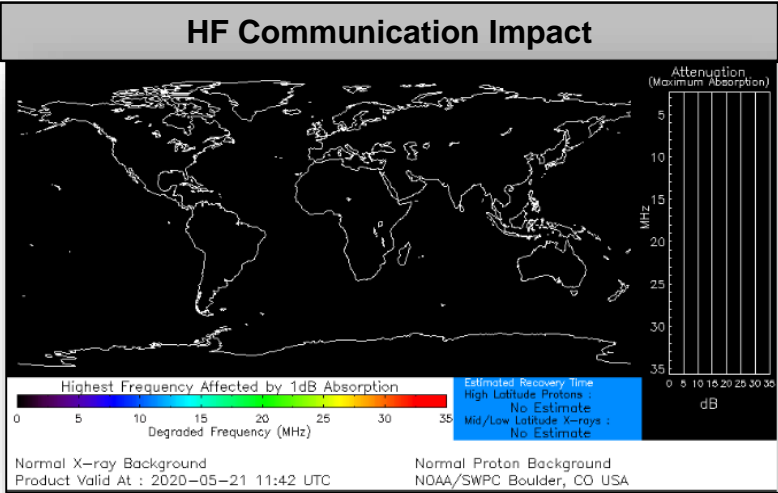 HF Communication Impact
Attenuation
(Maximum Absorption)
5
10
15
20
25
30
35
MHz
0 5 10 15 20 25 30 35
dB
Highest Frequency Affected by 1dB Absorption
0 5 10 15 20 25 30 35
Degraded Frequency (MHz)
Estimated Recovery Time
High Latitude Protons :
No Estimate
Mid/Low Latitude X-rays :
No Estimate
Normal X-ray Background
Normal Proton Background
Product Valid At : 2020-05-21 11:42 UTC
NOAA/SWPC Boulder, CO USA